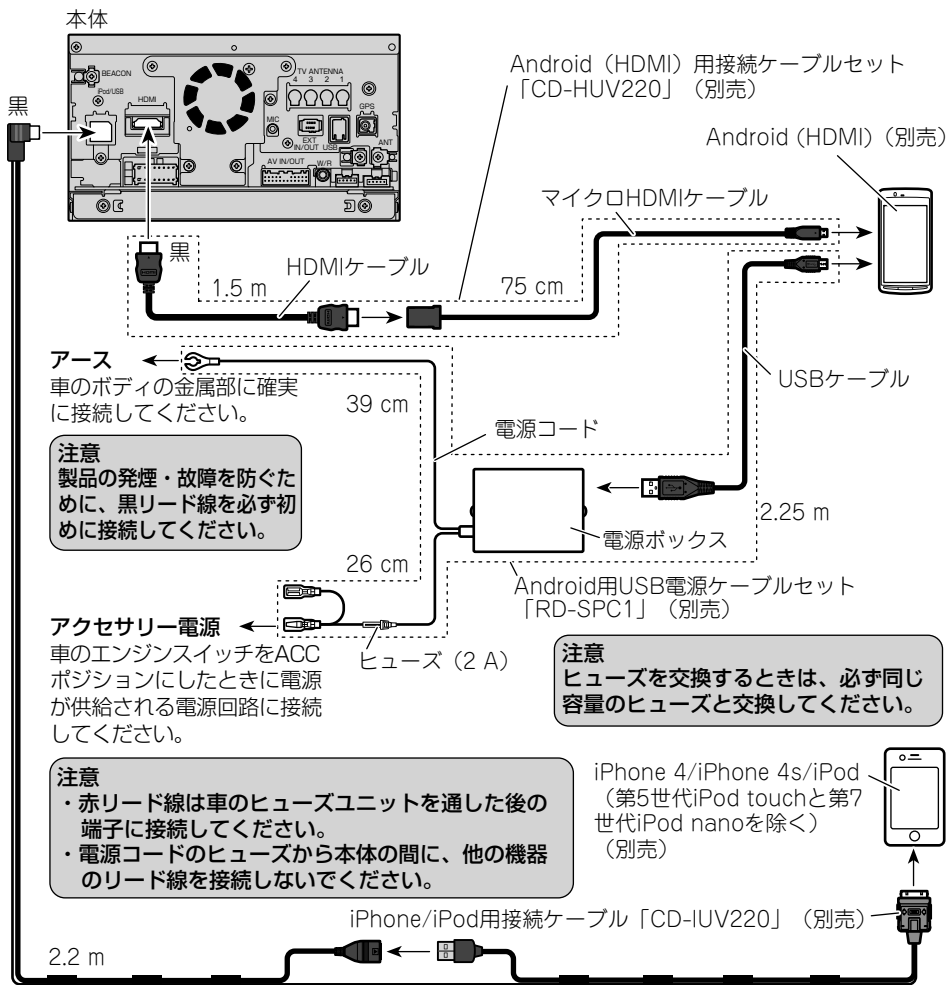 本体
BEACON
iPod/USB
HDMI
TV ANTENNA
4 3 2 1
MIC
GPS
EXT
IN/OUT
USB
ANT
AV IN/OUT
W/R
黒
Android（HDMI）用接続ケーブルセット
「CD-HUV220」（別売）
Android (HDMI)（別売）
マイクロHDMIケーブル
黒
HDMIケーブル
1.5 m
75 cm
アース
車のボディの金属部に確実
に接続してください。
39 cm
USBケーブル
電源コード
注意
製品の発煙・故障を防ぐた
めに、黒リード線を必ず初
めに接続してください。
2.25 m
電源ボックス
26 cm
Android用USB電源ケーブルセット
「RD-SPC1」（別売）
アクセサリー電源
車のエンジンスイッチをACC
ポジションにしたときに電源
が供給される電源回路に接続
してください。
ヒューズ（2 A）
注意
ヒューズを交換するときは、必ず同じ
容量のヒューズと交換してください。
注意
・赤リード線は車のヒューズユニットを通した後の
端子に接続してください。
・電源コードのヒューズから本体の間に、他の機器
のリード線を接続しないでください。
iPhone 4/iPhone 4s/iPod
（第5世代iPod touchと第7
世代iPod nanoを除く）
（別売）
iPhone/iPod用接続ケーブル「CD-IUV220」（別売）
2.2 m